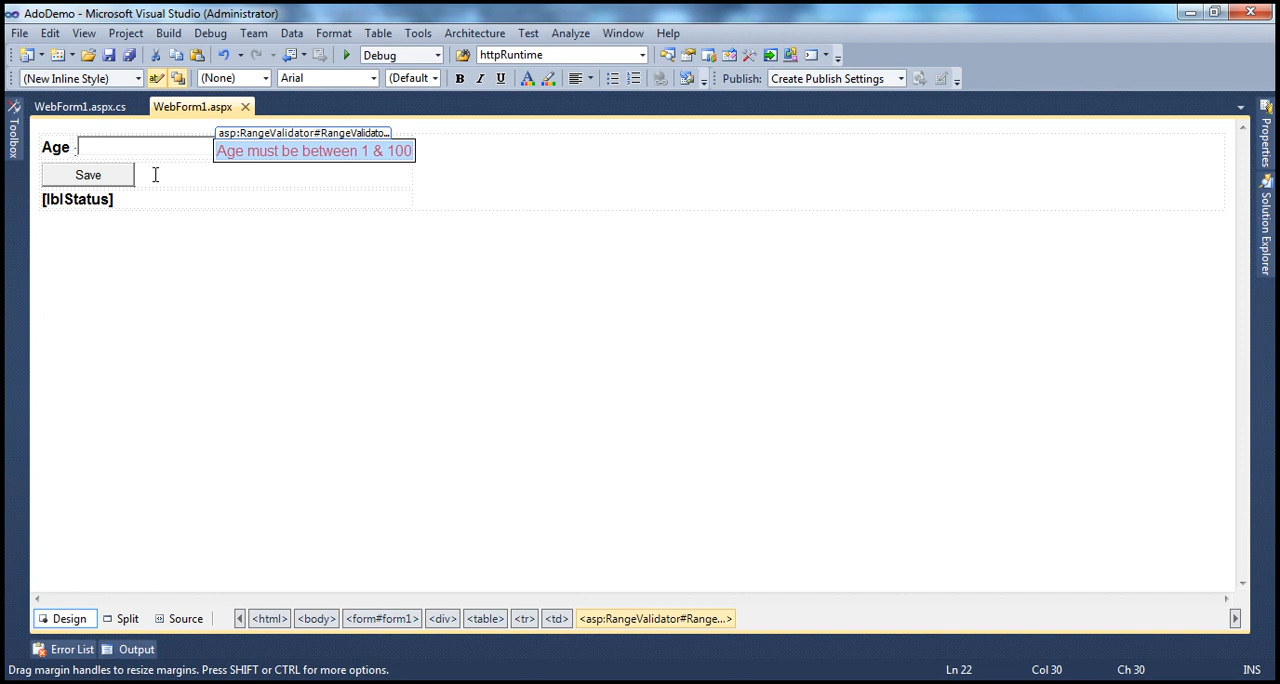 AdoDemo - Microsoft Visual Studio (Administrator)
File Edit View Project Build Debug Team Data Format Table Tools Architecture Test Analyze Window Help
Debug httpRuntime
(New Inline Style) (None) Arial (Default B I U A Publish: Create Publish Settings
WebForm1.aspx.cs WebForm1.aspx
Toolbox
asp:RangeValidator#RangeValidato...
Age : Age must be between 1 & 100
Save
[lblStatus]
Properties
Solution Explorer
Design Split Source <html> <body> <form#form1> <div> <table> <tr> <td> <asp:RangeValidator#Range...>
Error List Output
Drag margin handles to resize margins. Press SHIFT or CTRL for more options. Ln 22 Col 30 Ch 30 INS